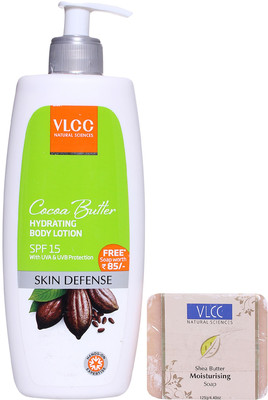 VLCC
NATURAL SCIENCES
Cocoa Butter
HYDRATING
BODY LOTION
SPF 15
With UVA & UVB Protection
FREE*
Soap worth
₹ 85/-
SKIN DEFENSE
VLCC
NATURAL SCIENCES
Shea Butter
Moisturising
Soap